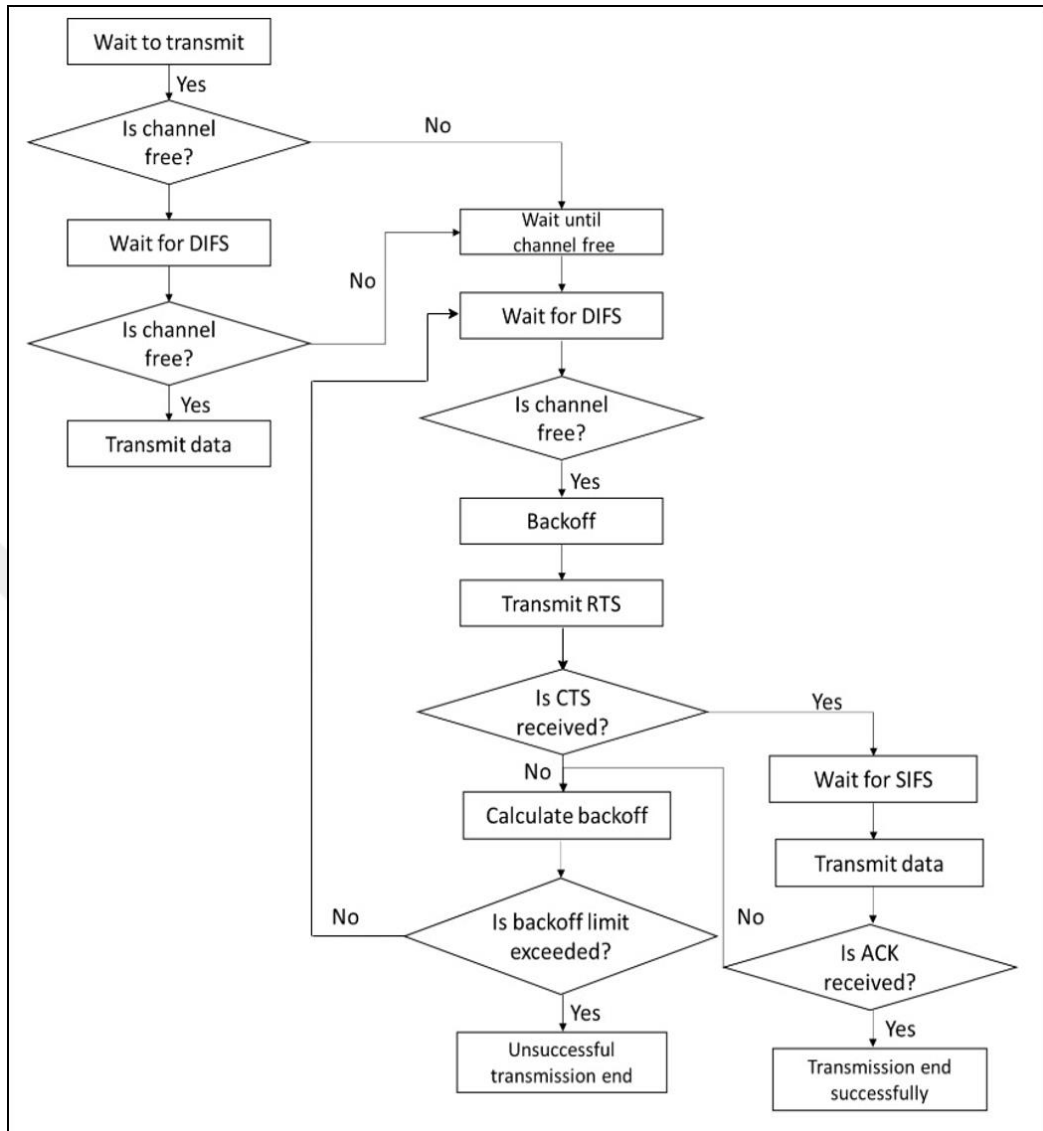 Wait to transmit
Yes
Is channel
free?
No
Wait for DIFS
Wait until
channel free
No
Is channel
free?
Wait for DIFS
Yes
Transmit data
Is channel
free?
Yes
Backoff
Transmit RTS
Is CTS
received?
Yes
No
Wait for SIFS
Calculate backoff
Transmit data
No
Is backoff limit
exceeded?
No
Is ACK
received?
Yes
Unsuccessful
transmission end
Yes
Transmission end
successfully